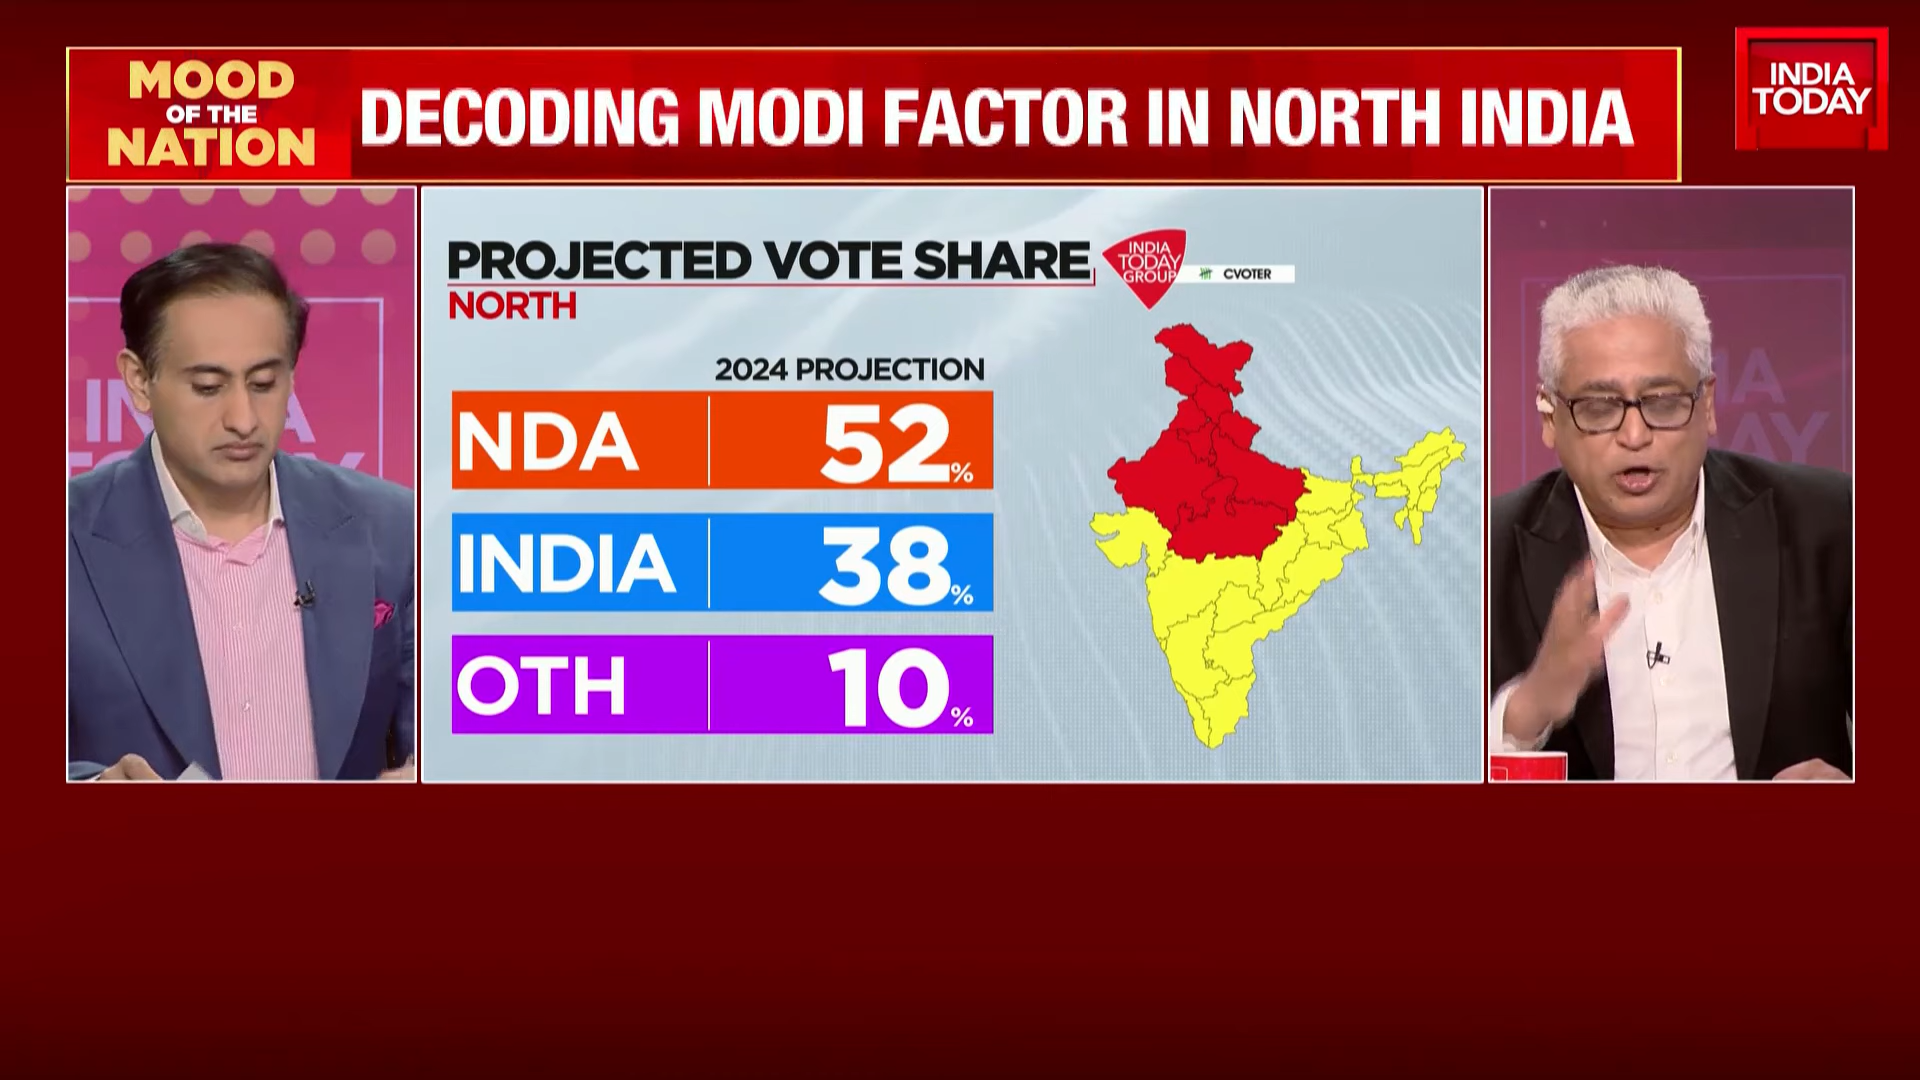 MOOD
OF THE
NATION
DECODING MODI FACTOR IN NORTH INDIA
INDIA
TODAY
PROJECTED VOTE SHARE
NORTH
INDIA
TODAY
GROUP
CVOTER
2024 PROJECTION
NDA 52%
INDIA 38%
OTH 10%